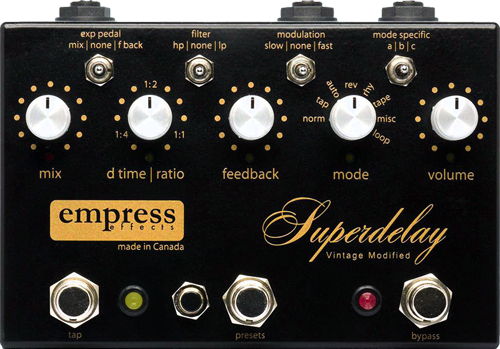 exp pedal
mix | none | f back
filter
hp | none | lp
modulation
slow | none | fast
mode specific
a | b | c
1:2
1:4
1:1
norm
tap
auto
rev
rhy
tape
misc
loop
mix
d time | ratio
feedback
mode
volume
empress
effects
made in Canada
Superdelay
Vintage Modified
tap
presets
bypass